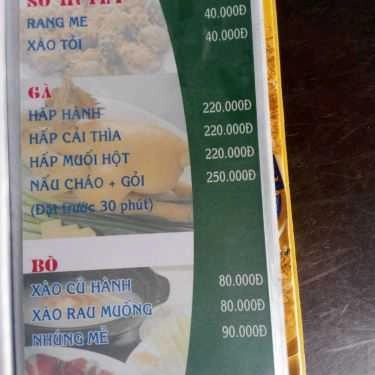 RANG ME 40.000Đ
XÀO TỎI 40.000Đ
GÀ
HẤP HÀNH 220.000Đ
HẤP CẢI THÌA 220.000Đ
HẤP MUỐI HỘT 220.000Đ
NẤU CHÁO + GỎI 250.000Đ
(Đặt trước 30 phút)
BÒ
XÀO CỦ HÀNH 80.000Đ
XÀO RAU MUỐNG 80.000Đ
NHÚNG MẺ 90.000Đ